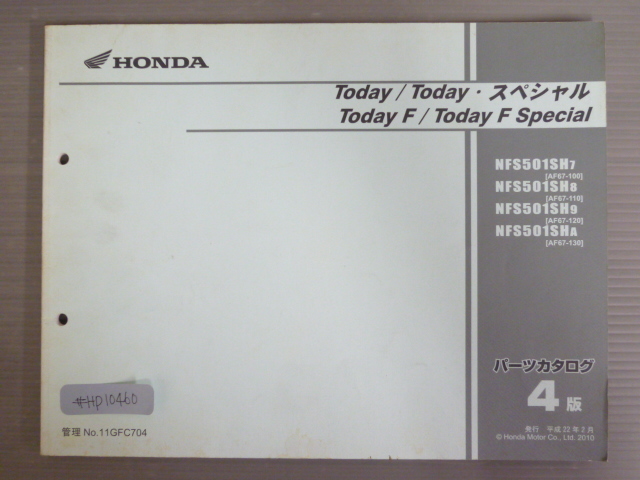 HONDA
Today / Today・スペシャル
Today F / Today F Special
NFS501SH7
[AF67-100]
NFS501SH8
[AF67-110]
NFS501SH9
[AF67-120]
NFS501SHA
[AF67-130]
パーツカタログ
4版
#HP10460
管理 No.11GFC704
発行 平成 22 年 2 月
© Honda Motor Co., Ltd. 2010